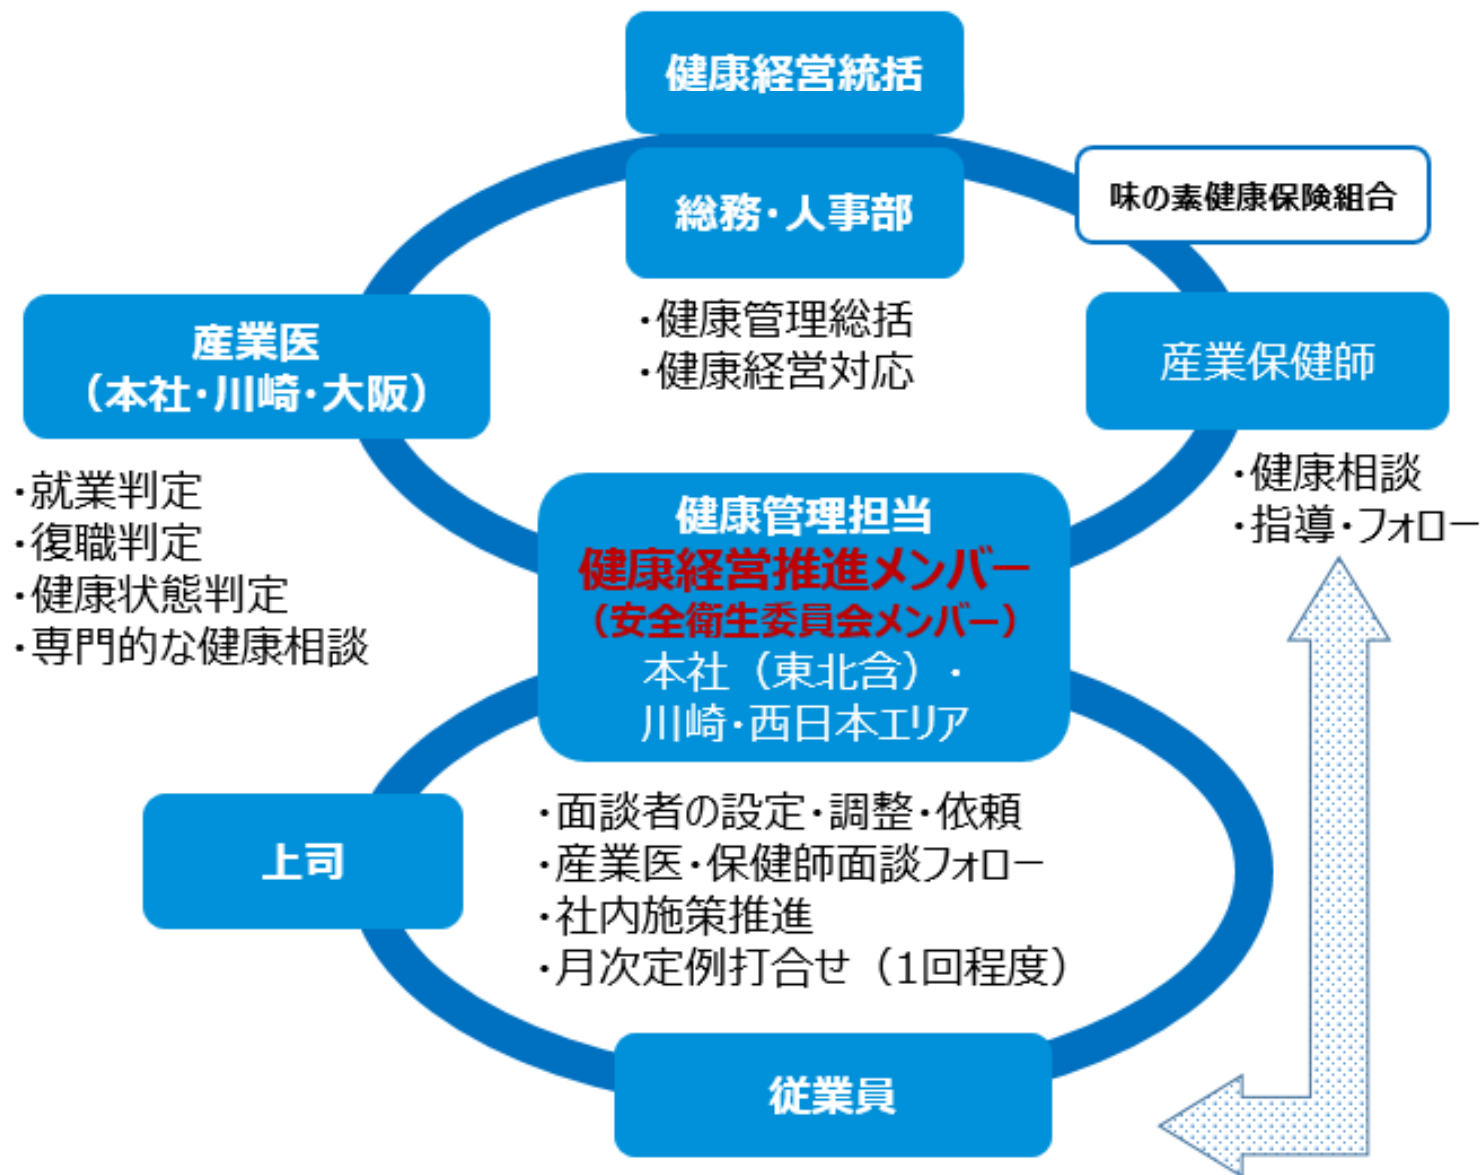 健康経営統括
総務・人事部
味の素健康保険組合
・健康管理総括
・健康経営対応
産業医
（本社・川崎・大阪）
・就業判定
・復職判定
・健康状態判定
・専門的な健康相談
産業保健師
・健康相談
・指導・フォロー
健康管理担当
健康経営推進メンバー
（安全衛生委員会メンバー）
本社（東北含）・
川崎・西日本エリア
・面談者の設定・調整・依頼
・産業医・保健師面談フォロー
・社内施策推進
・月次定例打合せ（1回程度）
上司
従業員